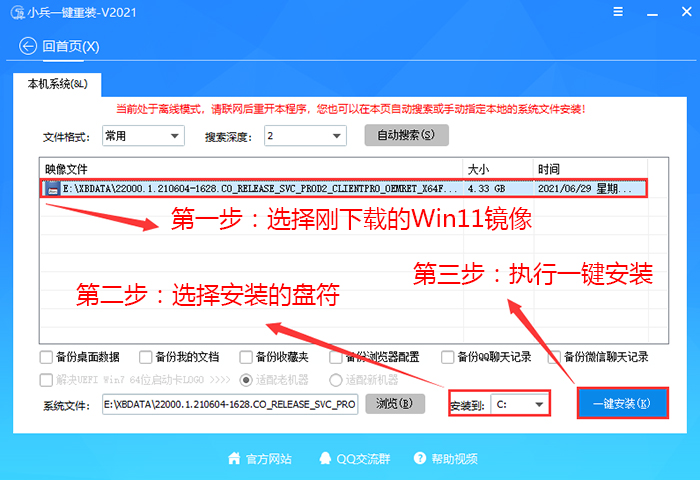 小兵一键重装-V2021
回首页(X)
本机系统(&L)
当前处于离线模式，请联网后重开本程序，您也可以在本页自动搜索或手动指定本地的系统文件安装！
文件格式: 常用 搜索深度: 2 自动搜索(S)
映像文件 大小 时间
E:\XBDATA\22000.1.210604-1628.CO_RELEASE_SVC_PROD2_CLIENTPRO_OEMRET_X64F... 4.33 GB 2021/06/29 星期...
第一步：选择刚下载的Win11镜像
第三步：执行一键安装
第二步：选择安装的盘符
备份桌面数据 备份我的文档 备份收藏夹 备份浏览器配置 备份QQ聊天记录 备份微信聊天记录
解决UEFI Win7 64位启动卡LOGO >>>> 适配老机器 适配新机器
系统文件: E:\XBDATA\22000.1.210604-1628.CO_RELEASE_SVC_PRO 浏览(B) 安装到: C: 一键安装(K)
官方网站 QQ交流群 帮助视频